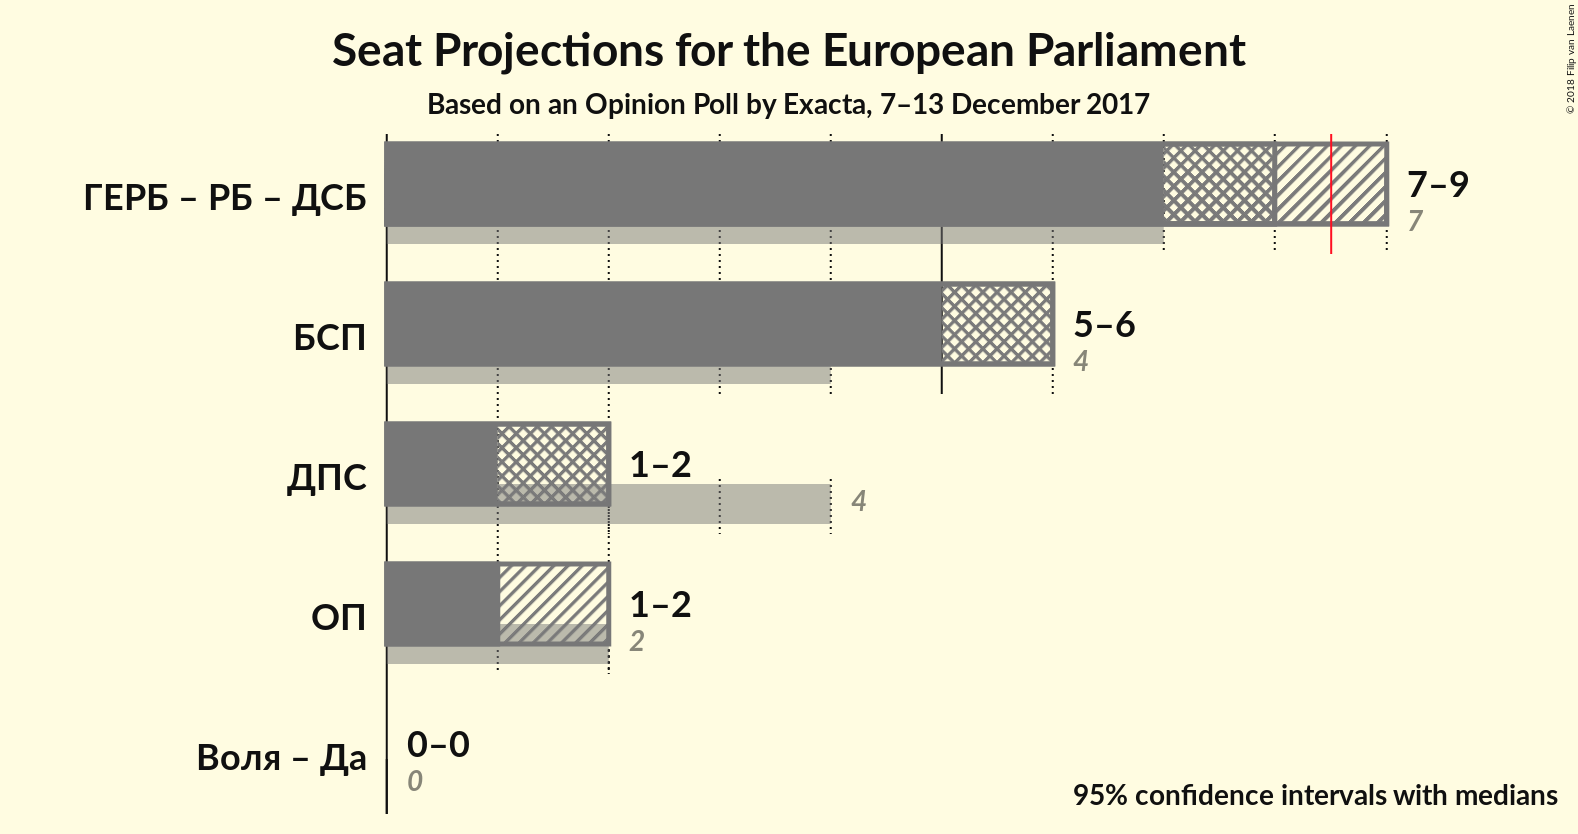 Seat Projections for the European Parliament
Based on an Opinion Poll by Exacta, 7–13 December 2017
© 2018 Filip van Laenen
ГЕРБ – РБ – ДСБ
7–9
7
БСП
5–6
4
ДПС
1–2
4
ОП
1–2
2
Воля – Да
0–0
0
95% confidence intervals with medians